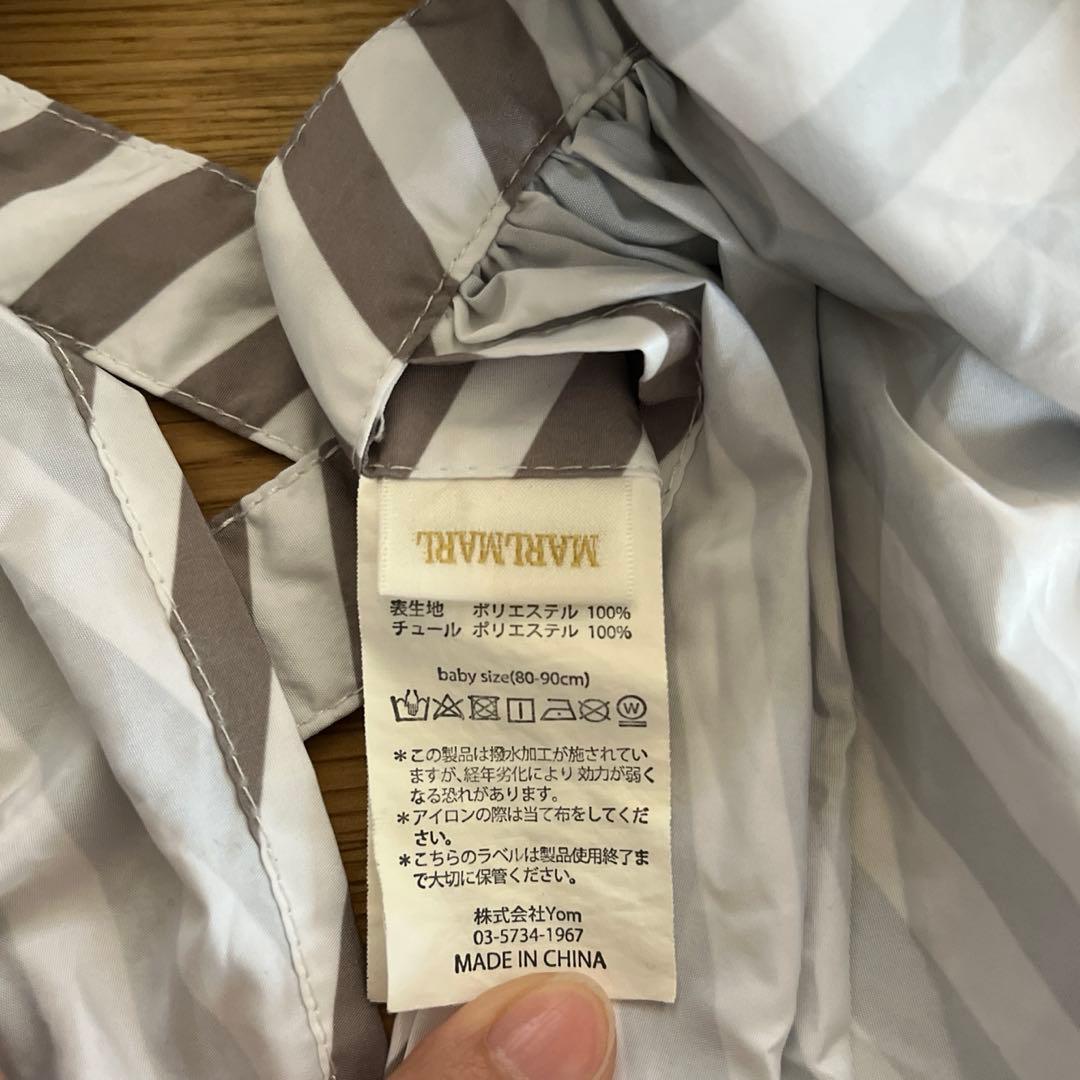 MARLMARL
表生地 ポリエステル 100%
チュール ポリエステル 100%
baby size(80-90cm)
W
＊この製品は撥水加工が施されてい
ますが、経年劣化により効力が弱く
なる恐れがあります。
＊アイロンの際は当て布をしてくだ
さい。
＊こちらのラベルは製品使用終了ま
で大切に保管ください。
株式会社Yom
03-5734-1967
MADE IN CHINA